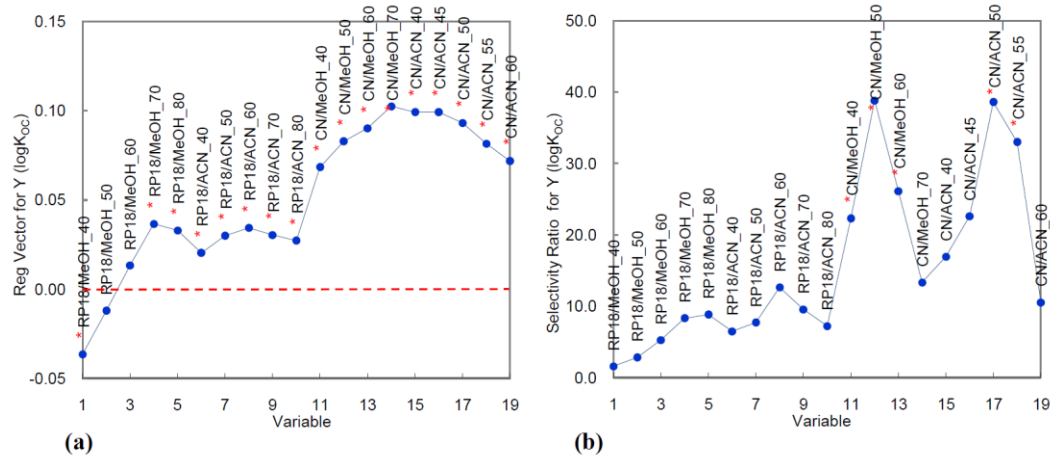 Reg Vector for Y (logK_OC)
0.15
0.10
0.05
0.00
-0.05
* RP18/MeOH_40
RP18/MeOH_50
RP18/MeOH_60
* RP18/MeOH_70
* RP18/MeOH_80
* RP18/ACN_40
* RP18/ACN_50
* RP18/ACN_60
* RP18/ACN_70
* RP18/ACN_80
* CN/MeOH_40
* CN/MeOH_50
* CN/MeOH_60
* CN/MeOH_70
* CN/ACN_40
* CN/ACN_45
* CN/ACN_50
* CN/ACN_55
* CN/ACN_60
1 3 5 7 9 11 13 15 17 19
Variable
(a)
Selectivity Ratio for Y (logK_OC)
50.0
40.0
30.0
20.0
10.0
0.0
RP18/MeOH_40
RP18/MeOH_50
RP18/MeOH_60
RP18/MeOH_70
RP18/MeOH_80
RP18/ACN_40
RP18/ACN_50
RP18/ACN_60
RP18/ACN_70
RP18/ACN_80
* CN/MeOH_40
* CN/MeOH_50
* CN/MeOH_60
CN/MeOH_70
CN/ACN_40
CN/ACN_45
* CN/ACN_50
* CN/ACN_55
CN/ACN_60
1 3 5 7 9 11 13 15 17 19
Variable
(b)